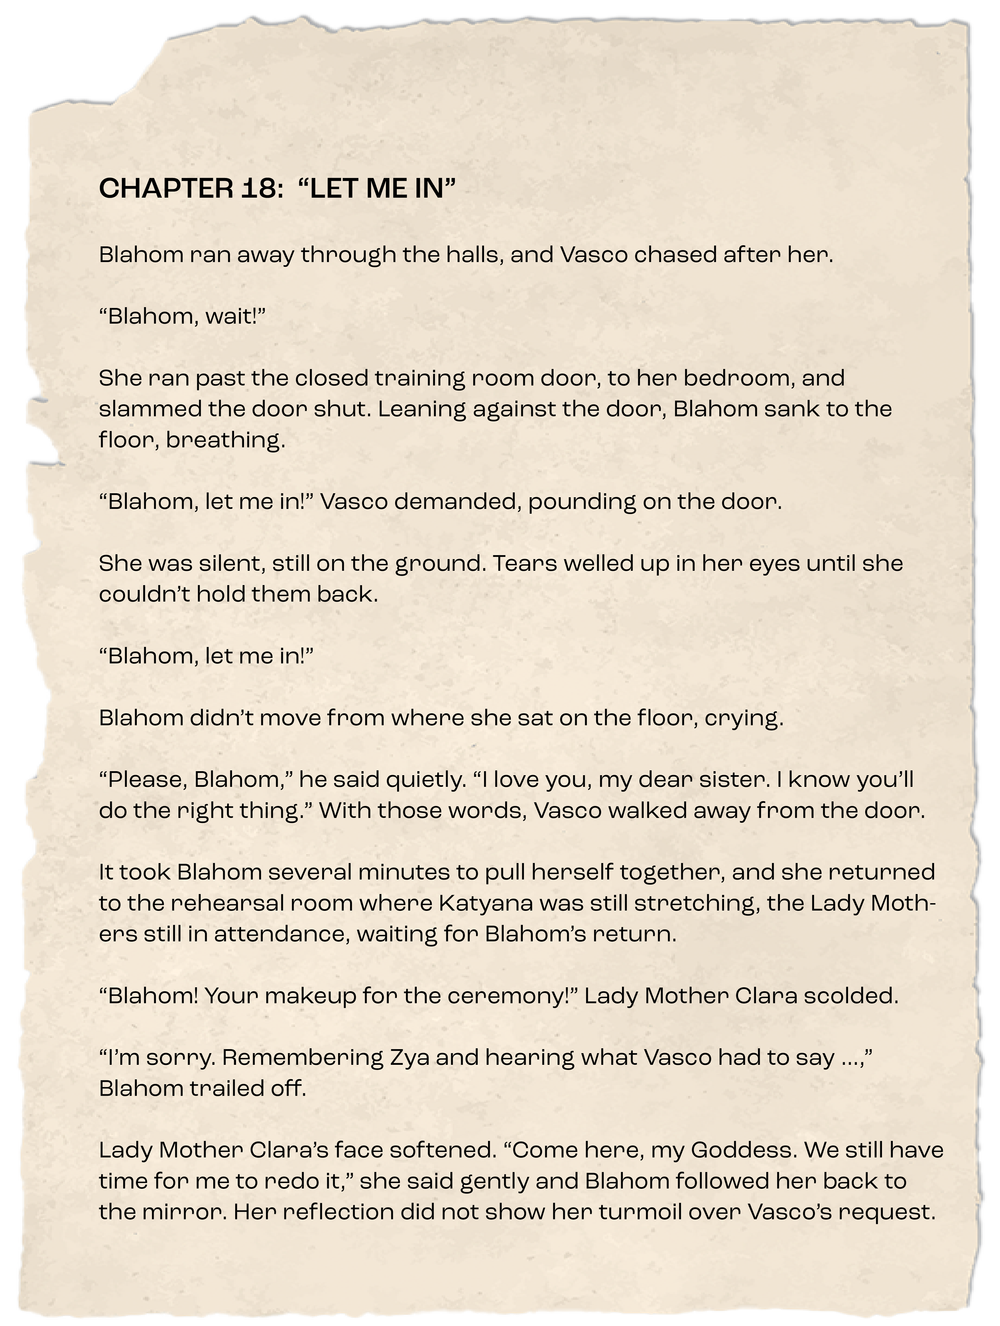 CHAPTER 18:  “LET ME IN”
Blahom ran away through the halls, and Vasco chased after her.
“Blahom, wait!”
She ran past the closed training room door, to her bedroom, and
slammed the door shut. Leaning against the door, Blahom sank to the
floor, breathing.
“Blahom, let me in!” Vasco demanded, pounding on the door.
She was silent, still on the ground. Tears welled up in her eyes until she
couldn’t hold them back.
“Blahom, let me in!”
Blahom didn’t move from where she sat on the floor, crying.
“Please, Blahom,” he said quietly. “I love you, my dear sister. I know you’ll
do the right thing.” With those words, Vasco walked away from the door.
It took Blahom several minutes to pull herself together, and she returned
to the rehearsal room where Katyana was still stretching, the Lady Moth-
ers still in attendance, waiting for Blahom’s return.
“Blahom! Your makeup for the ceremony!” Lady Mother Clara scolded.
“I’m sorry. Remembering Zya and hearing what Vasco had to say ...,”
Blahom trailed off.
Lady Mother Clara’s face softened. “Come here, my Goddess. We still have
time for me to redo it,” she said gently and Blahom followed her back to
the mirror. Her reflection did not show her turmoil over Vasco’s request.